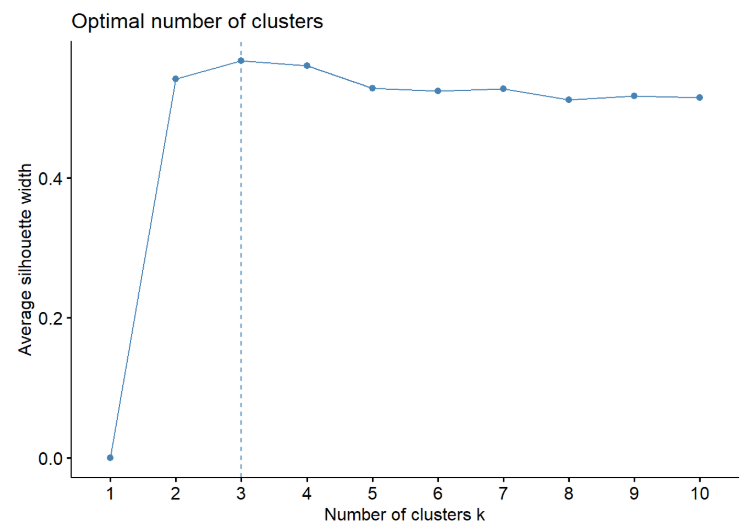 Optimal number of clusters
Average silhouette width
0.4
0.2
0.0
1 2 3 4 5 6 7 8 9 10
Number of clusters k